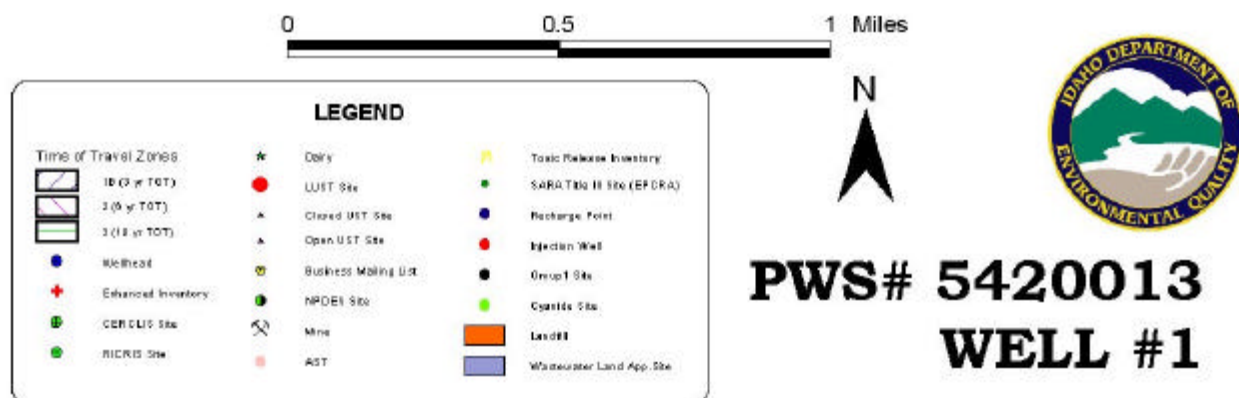 0 0.5 1 Miles
N
IDAHO DEPARTMENT OF
ENVIRONMENTAL QUALITY
LEGEND
Time of Travel Zones
1B (3 yr TOT)
2 (6 yr TOT)
3 (10 yr TOT)
Wellhead
Enhanced Inventory
CERCLIS Site
RICRIS Site
Dairy
LUST Site
Closed UST Site
Open UST Site
Business Mailing List
NPDES Site
Mine
AST
Toxic Release Inventory
SARA Title III Site (EPCRA)
Recharge Point
Injection Well
Group1 Site
Cyanide Site
Landfill
Wastewater Land App. Site
PWS# 5420013
WELL #1